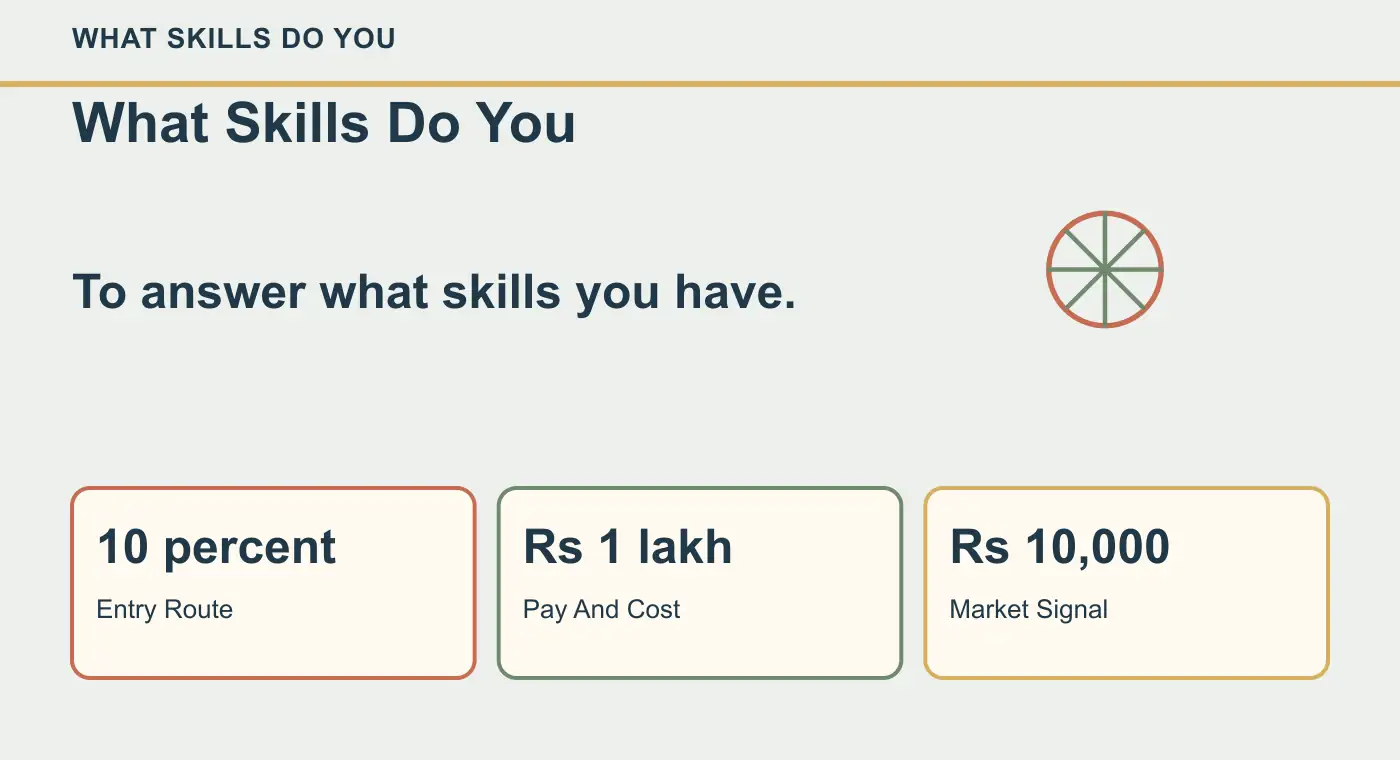 WHAT SKILLS DO YOU
What Skills Do You
To answer what skills you have.
10 percent
Entry Route
Rs 1 lakh
Pay And Cost
Rs 10,000
Market Signal